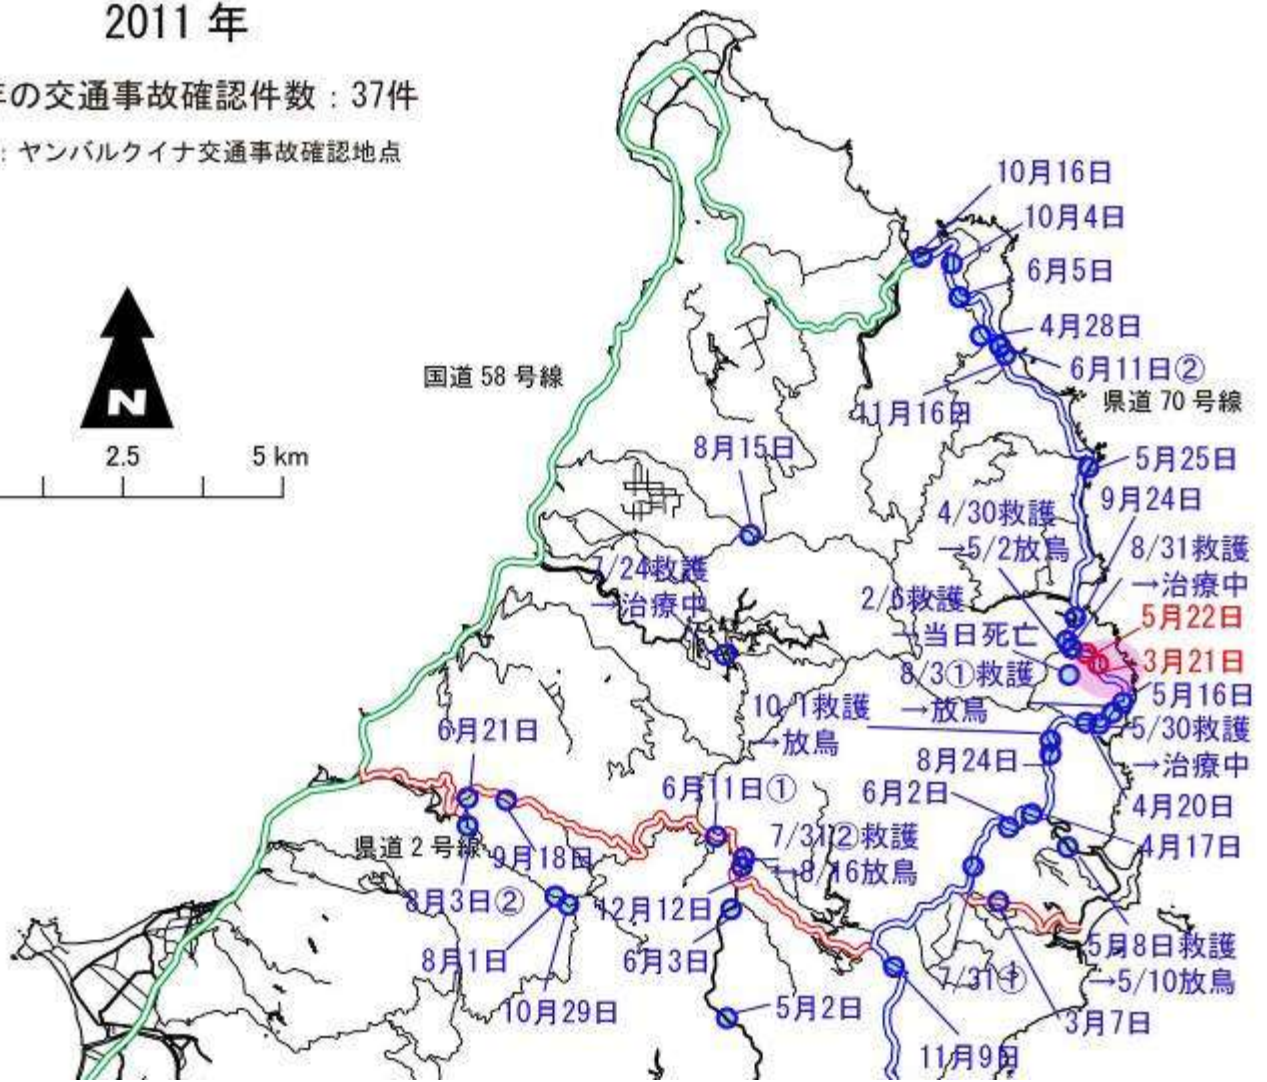 2011 年
年の交通事故確認件数：37件
：ヤンバルクイナ交通事故確認地点
N
2.5 5 km
国道 58 号線
県道 70 号線
県道 2 号線
10月16日
10月4日
6月5日
4月28日
6月11日②
11月16日
8月15日
5月25日
9月24日
4/30救護
→5/2放鳥
8/31救護
→治療中
7/24救護
→治療中
2/6救護
→当日死亡
5月22日
3月21日
8/3①救護
→放鳥
5月16日
10/1救護
→放鳥
5/30救護
→治療中
8月24日
6月21日
6月11日①
6月2日
4月20日
4月17日
7/31②救護
→8/16放鳥
9月18日
8月3日②
12月12日
8月1日
6月3日
5月8日救護
→5/10放鳥
7/31①
10月29日
5月2日
3月7日
11月9日